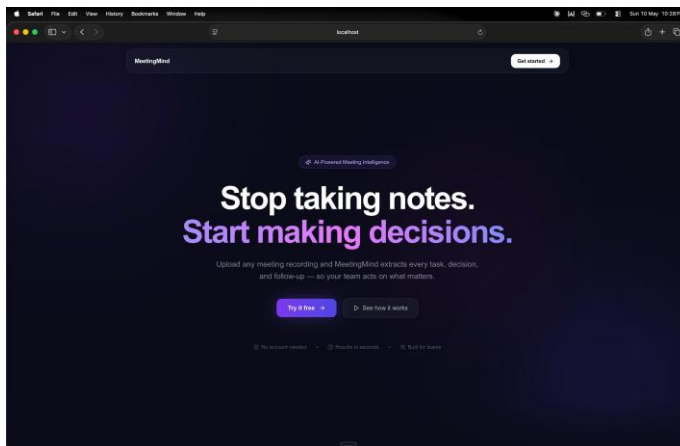 Safari File Edit View History Bookmarks Window Help
Sun 10 May 10:28
localhost
MeetingMind
Get started →
AI-Powered Meeting Intelligence
Stop taking notes.
Start making decisions.
Upload any meeting recording and MeetingMind extracts every task, decision,
and follow-up — so your team acts on what matters.
Try it free → See how it works
No account needed • Results in seconds • Built for teams